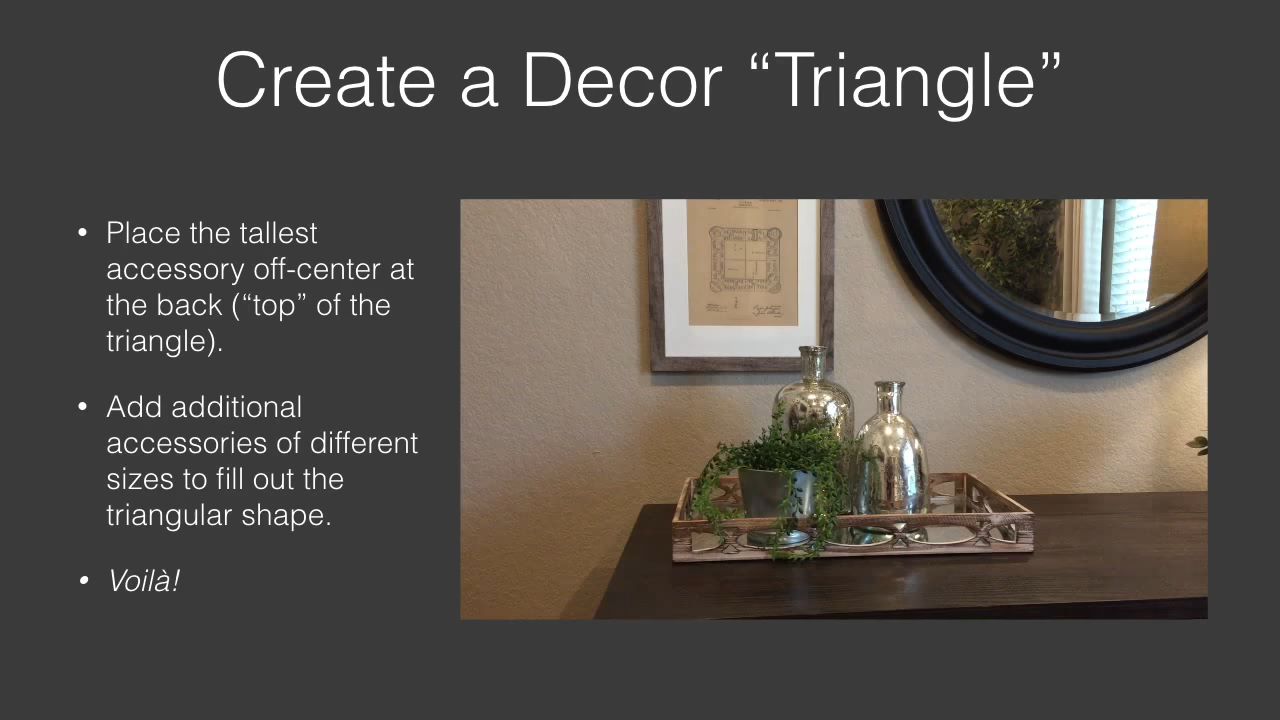 Create a Decor “Triangle”
• Place the tallest
accessory off-center at
the back (“top” of the
triangle).
• Add additional
accessories of different
sizes to fill out the
triangular shape.
• Voilà!